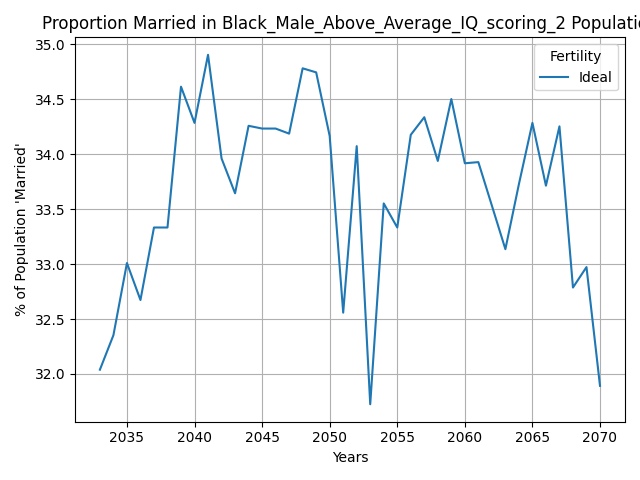 Proportion Married in Black_Male_Above_Average_IQ_scoring_2 Populatio
35.0
34.5
34.0
33.5
33.0
32.5
32.0
% of Population 'Married'
Fertility
Ideal
2035 2040 2045 2050 2055 2060 2065 2070
Years